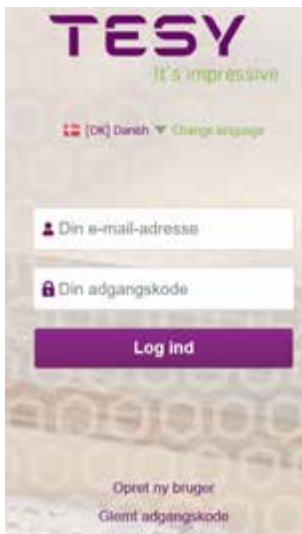 TESY
It's impressive
[DK] Danish ▼ Change language
Din e-mail-adresse
Din adgangskode
Log ind
Opret ny bruger
Glemt adgangskode